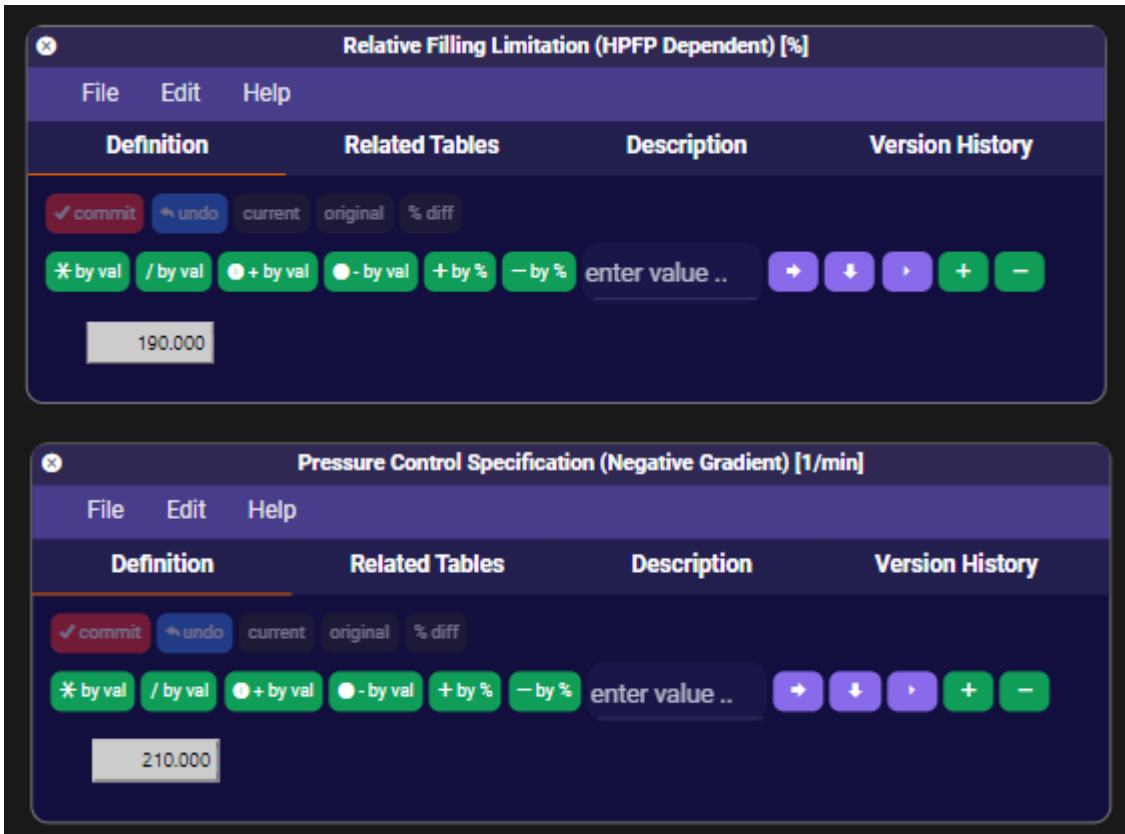 Relative Filling Limitation (HPFP Dependent) [%]
File Edit Help
Definition Related Tables Description Version History
commit undo current original % diff
* by val / by val + by val - by val + by % — by % enter value ..
190.000
Pressure Control Specification (Negative Gradient) [1/min]
File Edit Help
Definition Related Tables Description Version History
commit undo current original % diff
* by val / by val + by val - by val + by % — by % enter value ..
210.000